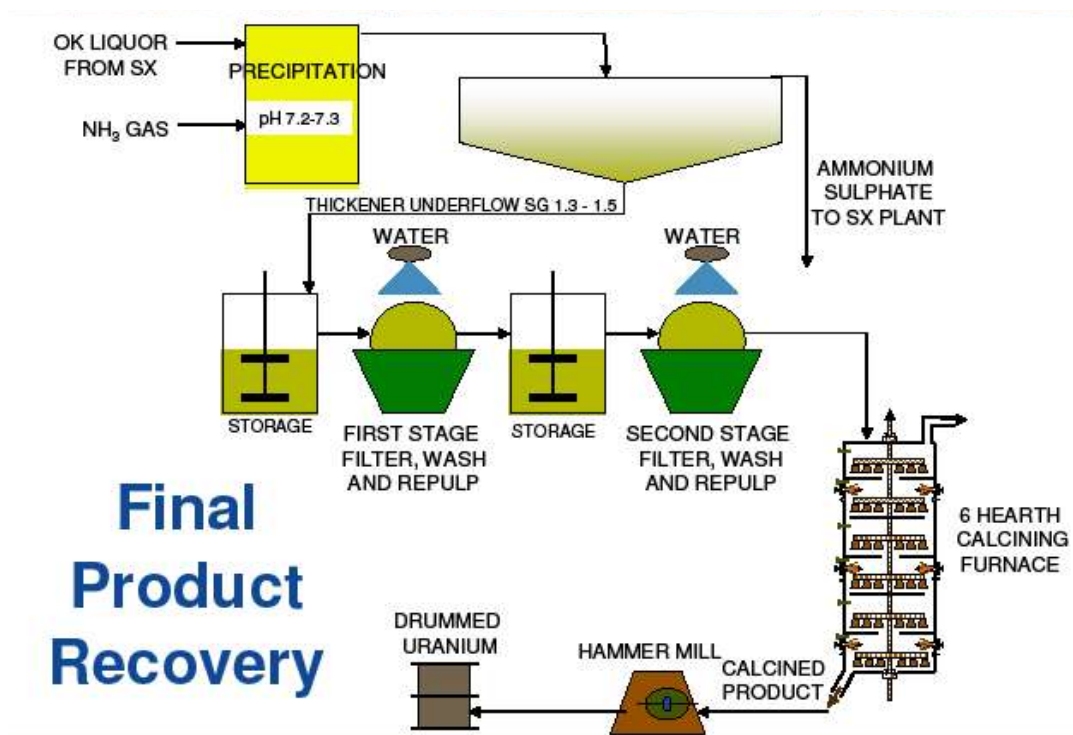 OK LIQUOR
FROM SX
PRECIPITATION
pH 7.2-7.3
NH₃ GAS
AMMONIUM
SULPHATE
TO SX PLANT
THICKENER UNDERFLOW SG 1.3 - 1.5
WATER
WATER
STORAGE
FIRST STAGE
FILTER, WASH
AND REPULP
STORAGE
SECOND STAGE
FILTER, WASH
AND REPULP
6 HEARTH
CALCINING
FURNACE
Final
Product
Recovery
DRUMMED
URANIUM
HAMMER MILL
CALCINED
PRODUCT